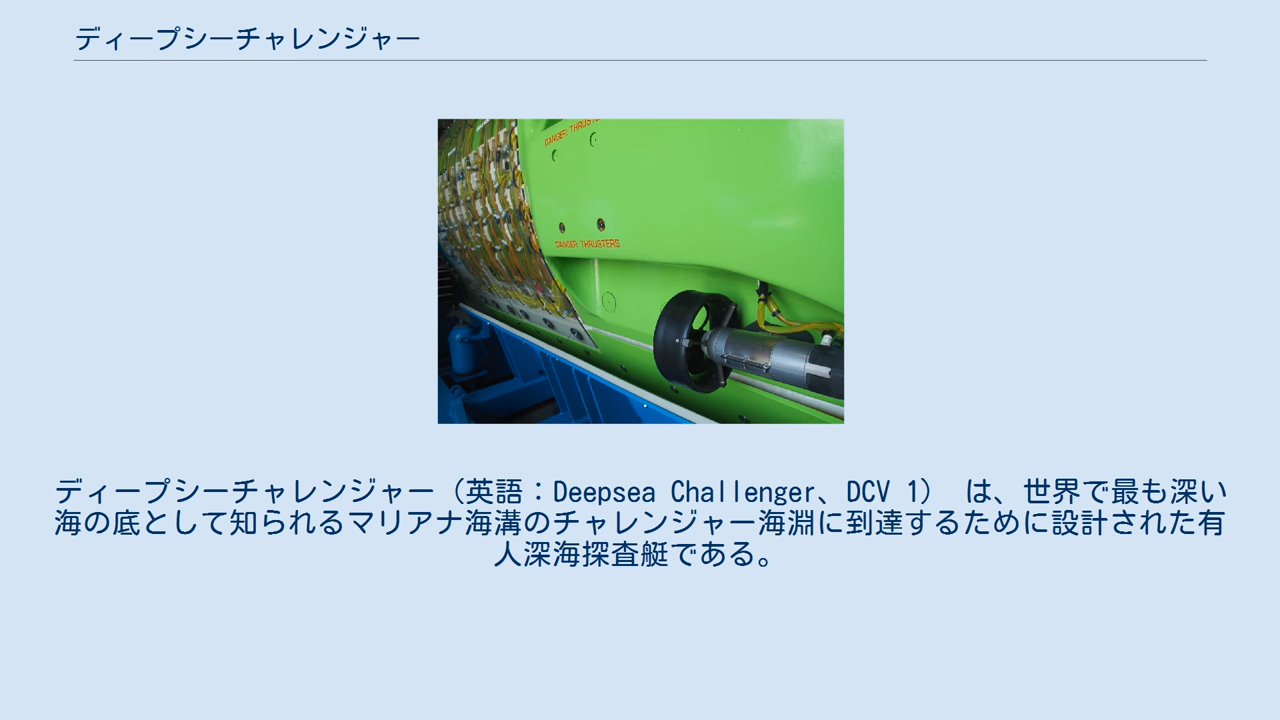 ディープシーチャレンジャー
DANGER: THRUSTE
DANGER: THRUSTERS
ディープシーチャレンジャー（英語：Deepsea Challenger、DCV 1） は、世界で最も深い
海の底として知られるマリアナ海溝のチャレンジャー海淵に到達するために設計された有
人深海探査艇である。